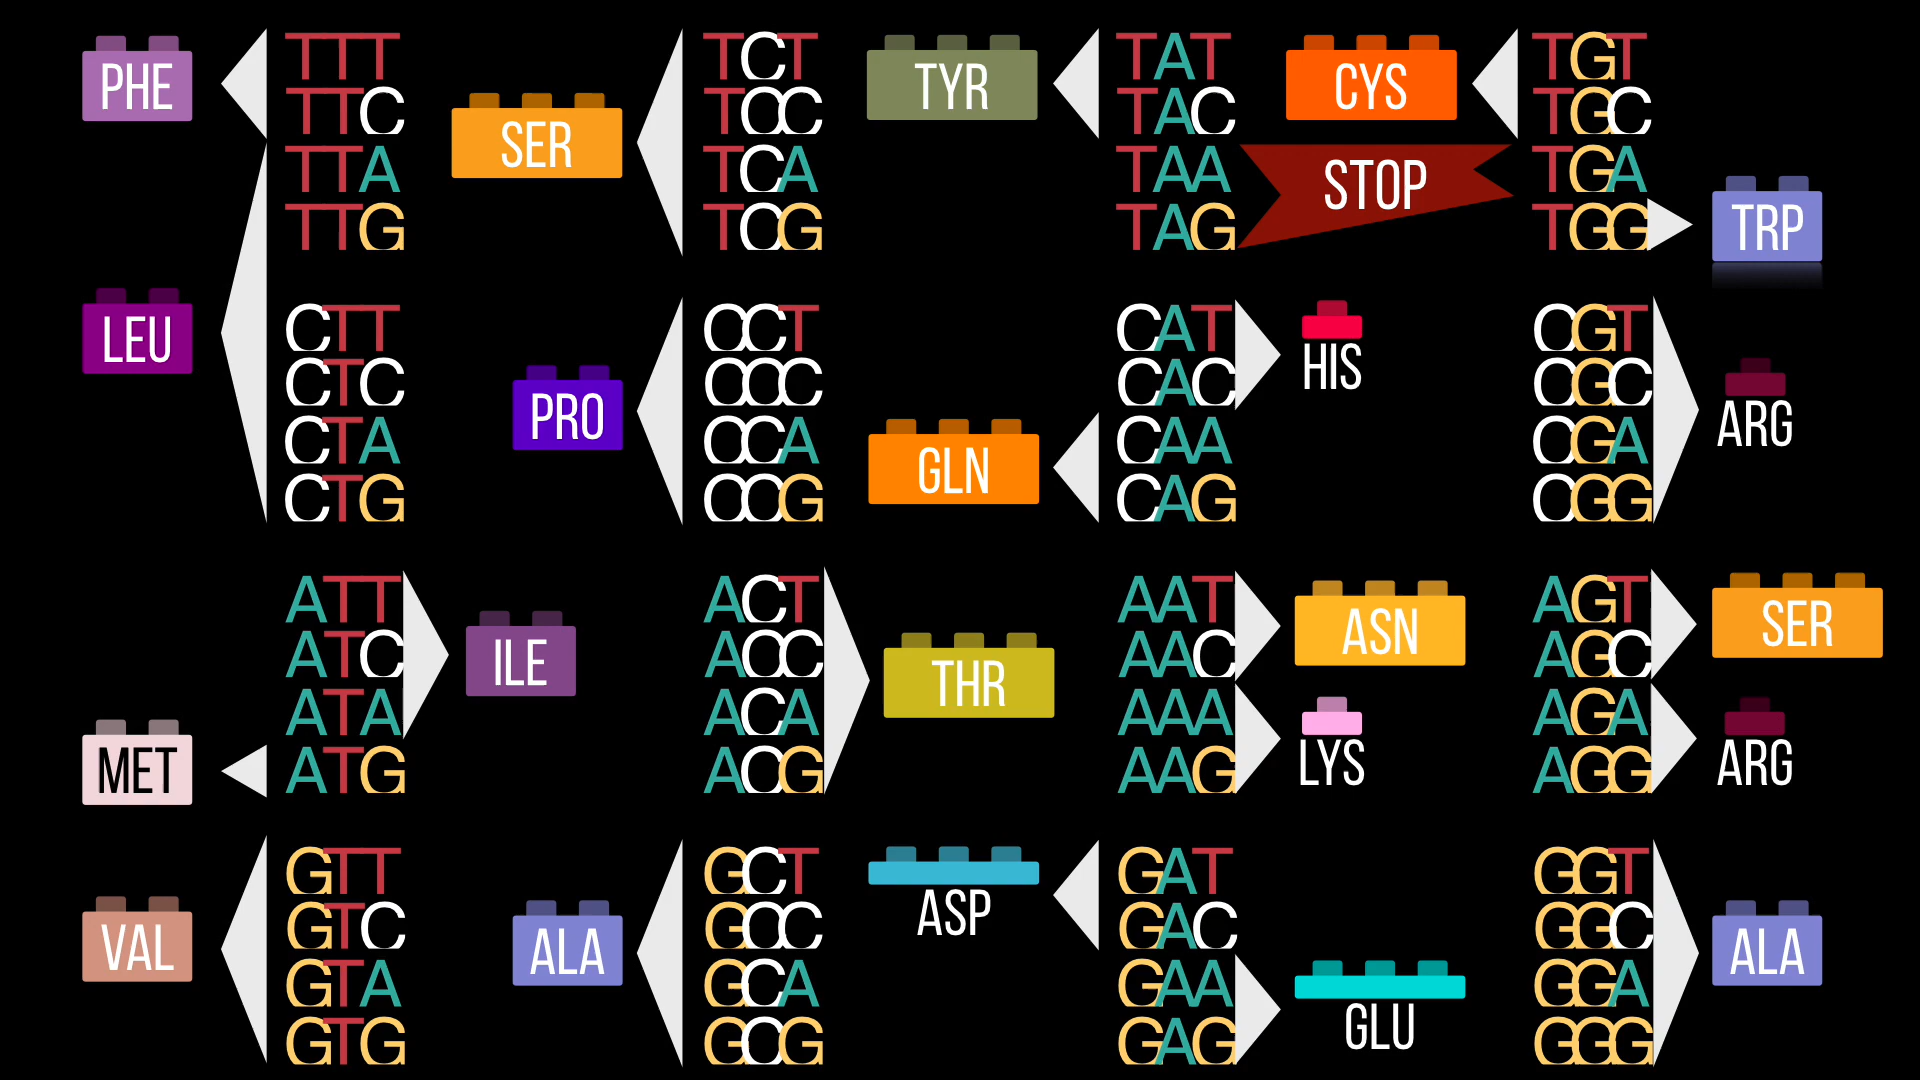 PHE
TTT
TTC
TTA
TTG
SER
TCT
TCC
TCA
TCG
TYR
TAT
TAC
TAA
TAG
CYS
STOP
TGT
TGC
TGA
TGG
TRP
LEU
CTT
CTC
CTA
CTG
PRO
CCT
CCC
CCA
CCG
GLN
CAT
CAC
CAA
CAG
HIS
CGT
CGC
CGA
CGG
ARG
MET
ATT
ATC
ATA
ATG
ILE
ACT
ACC
ACA
ACG
THR
AAT
AAC
AAA
AAG
ASN
LYS
AGT
AGC
AGA
AGG
SER
ARG
VAL
GTT
GTC
GTA
GTG
ALA
GCT
GCC
GCA
GCG
ASP
GAT
GAC
GAA
GAG
GLU
GGT
GGC
GGA
GGG
ALA